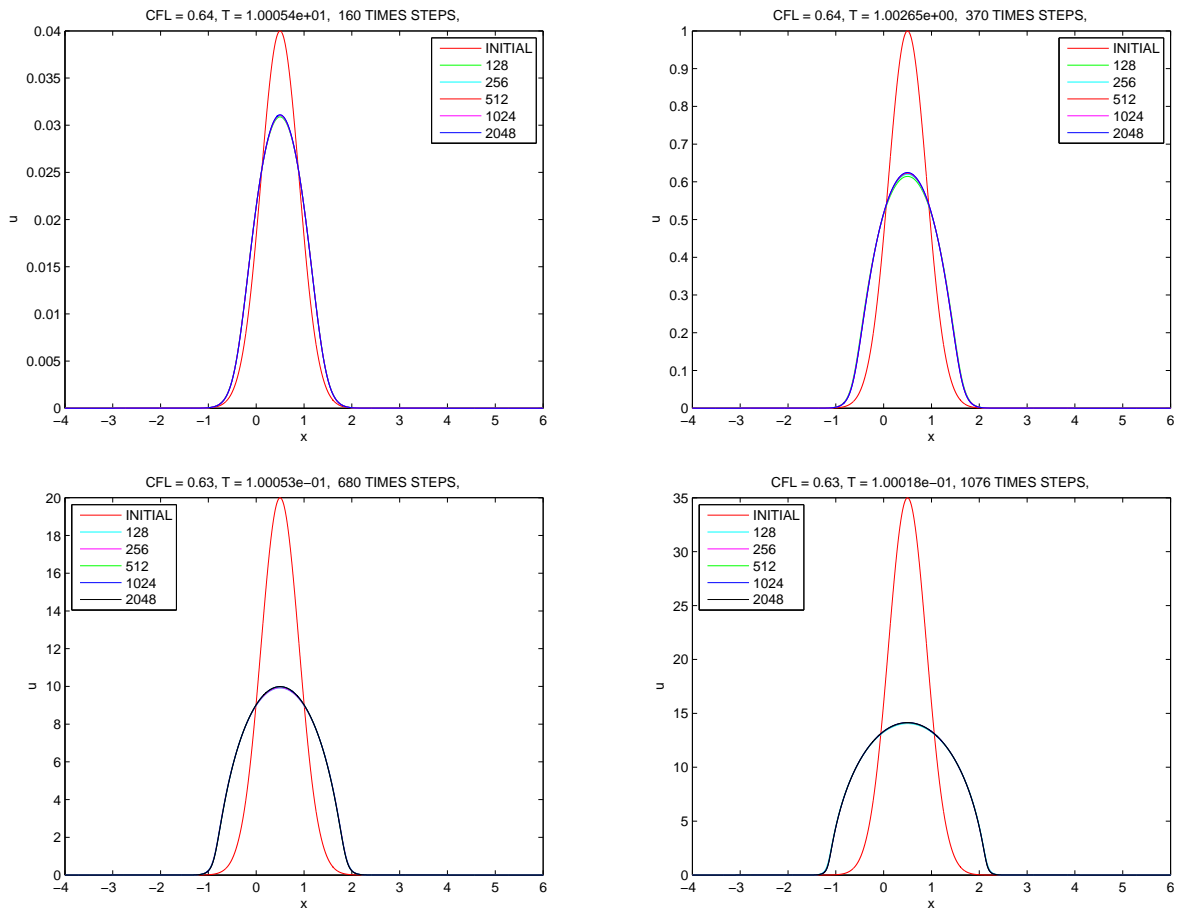 CFL = 0.64, T = 1.00054e+01, 160 TIMES STEPS,
0.04
0.035
0.03
0.025
0.02
0.015
0.01
0.005
0
u
−4 −3 −2 −1 0 1 2 3 4 5 6
x
INITIAL
128
256
512
1024
2048
CFL = 0.64, T = 1.00265e+00, 370 TIMES STEPS,
1
0.9
0.8
0.7
0.6
0.5
0.4
0.3
0.2
0.1
0
u
−4 −3 −2 −1 0 1 2 3 4 5 6
x
INITIAL
128
256
512
1024
2048
CFL = 0.63, T = 1.00053e−01, 680 TIMES STEPS,
20
18
16
14
12
10
8
6
4
2
0
u
−4 −3 −2 −1 0 1 2 3 4 5 6
x
INITIAL
128
256
512
1024
2048
CFL = 0.63, T = 1.00018e−01, 1076 TIMES STEPS,
35
30
25
20
15
10
5
0
u
−4 −3 −2 −1 0 1 2 3 4 5 6
x
INITIAL
128
256
512
1024
2048